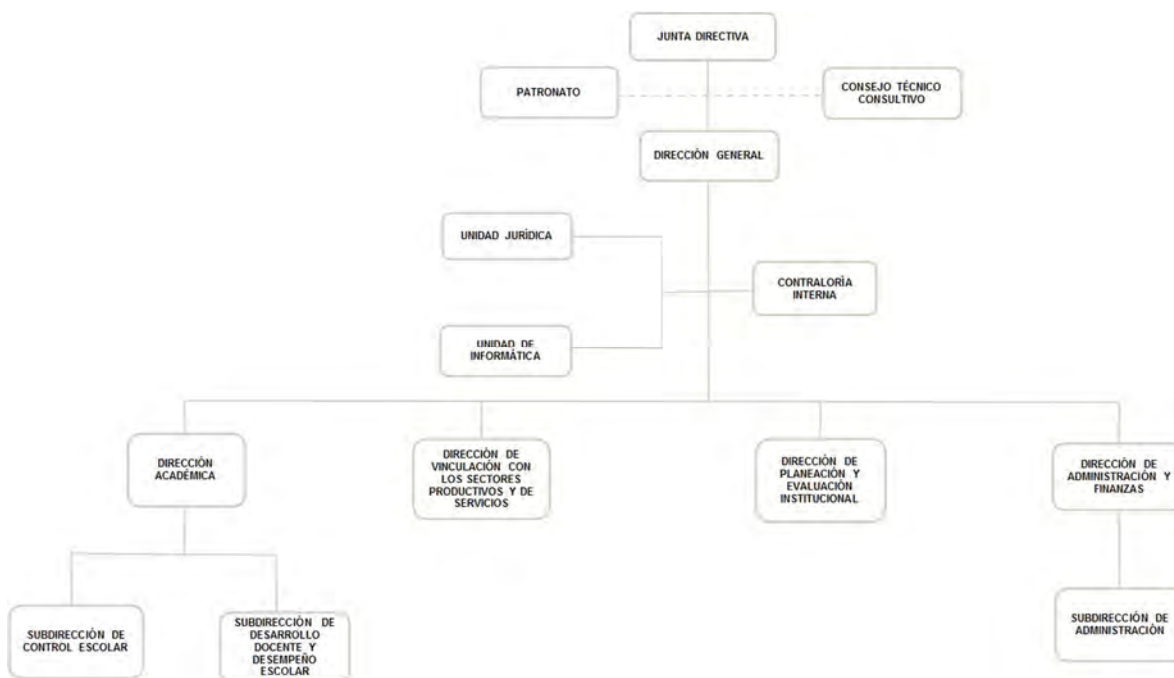 JUNTA DIRECTIVA
PATRONATO
CONSEJO TÉCNICO
CONSULTIVO
DIRECCIÓN GENERAL
UNIDAD JURÍDICA
CONTRALORÍA
INTERNA
UNIDAD DE
INFORMÁTICA
DIRECCIÓN
ACADÉMICA
DIRECCIÓN DE
VINCULACIÓN CON
LOS SECTORES
PRODUCTIVOS Y DE
SERVICIOS
DIRECCIÓN DE
PLANEACIÓN Y
EVALUACIÓN
INSTITUCIONAL
DIRECCIÓN DE
ADMINISTRACIÓN Y
FINANZAS
SUBDIRECCIÓN DE
CONTROL ESCOLAR
SUBDIRECCIÓN DE
DESARROLLO
DOCENTE Y
DESEMPEÑO
ESCOLAR
SUBDIRECCIÓN DE
ADMINISTRACIÓN